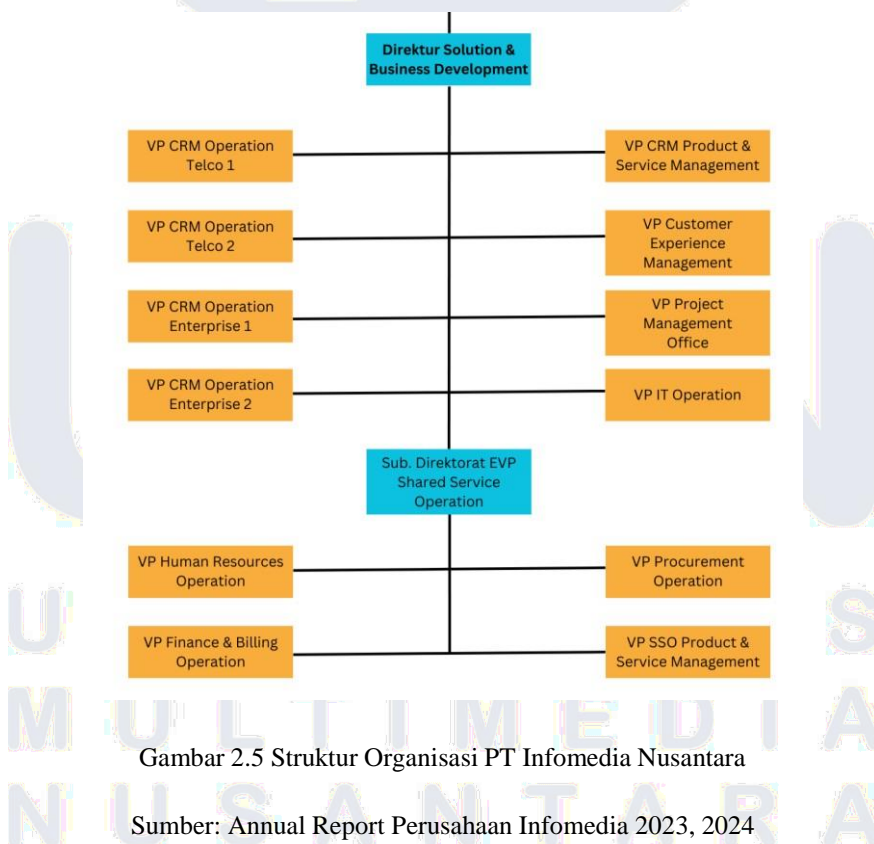 Direktur Solution &
Business Development
VP CRM Operation
Telco 1
VP CRM Product &
Service Management
VP CRM Operation
Telco 2
VP Customer
Experience
Management
VP CRM Operation
Enterprise 1
VP Project
Management
Office
VP CRM Operation
Enterprise 2
VP IT Operation
Sub. Direktorat EVP
Shared Service
Operation
VP Human Resources
Operation
VP Procurement
Operation
VP Finance & Billing
Operation
VP SSO Product &
Service Management
U S
M U L T I M E D I A
Gambar 2.5 Struktur Organisasi PT Infomedia Nusantara
N U S A N T A R A
Sumber: Annual Report Perusahaan Infomedia 2023, 2024